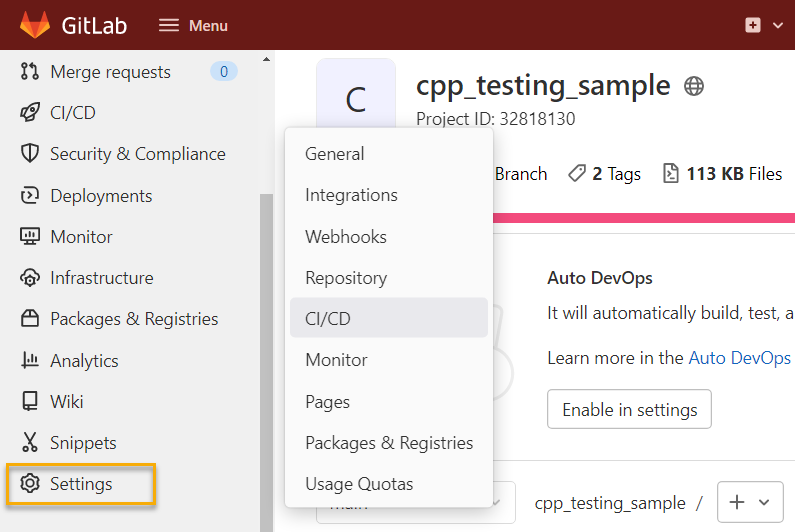 GitLab Menu
Merge requests 0
CI/CD
Security & Compliance
Deployments
Monitor
Infrastructure
Packages & Registries
Analytics
Wiki
Snippets
Settings
C
cpp_testing_sample
Project ID: 32818130
Branch 2 Tags 113 KB Files
General
Integrations
Webhooks
Repository
CI/CD
Monitor
Pages
Packages & Registries
Usage Quotas
Auto DevOps
It will automatically build, test, a
Learn more in the Auto DevOps
Enable in settings
main
cpp_testing_sample / +